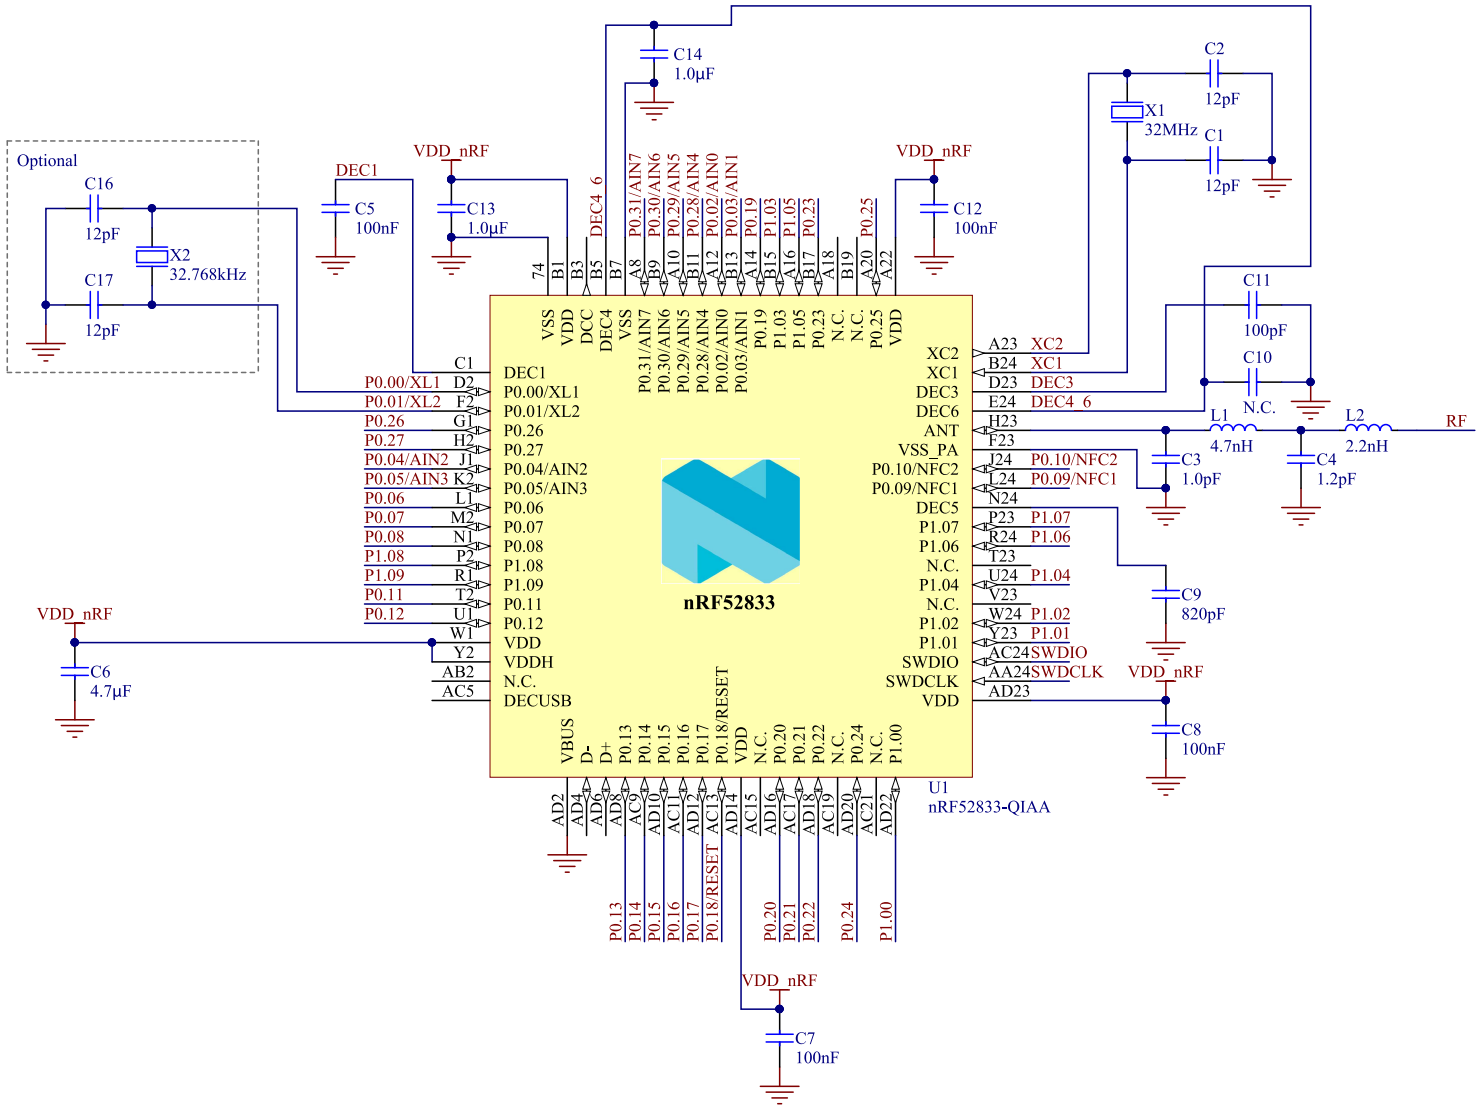 Optional
C16
12pF
X2
32.768kHz
C17
12pF
DEC1
C5
100nF
VDD_nRF
C13
1.0µF
C14
1.0µF
DEC4_6
P0.31/AIN7
P0.30/AIN6
P0.29/AIN5
P0.28/AIN4
P0.02/AIN0
P0.03/AIN1
P0.19
P1.03
P1.05
P0.23
P0.25
VDD_nRF
C12
100nF
C2
12pF
X1
32MHz
C1
12pF
74
B1
B3
B5
B7
A8
B9
A10
B11
A12
B13
A14
B15
A16
B17
A18
B19
A20
A22
VSS
VDD
DCC
DEC4
VSS
P0.31/AIN7
P0.30/AIN6
P0.29/AIN5
P0.28/AIN4
P0.02/AIN0
P0.03/AIN1
P0.19
P1.03
P1.05
P0.23
N.C.
N.C.
P0.25
VDD
C1 DEC1
P0.00/XL1 D2 P0.00/XL1
P0.01/XL2 F2 P0.01/XL2
P0.26 G1 P0.26
P0.27 H2 P0.27
P0.04/AIN2 J1 P0.04/AIN2
P0.05/AIN3 K2 P0.05/AIN3
P0.06 L1 P0.06
P0.07 M2 P0.07
P0.08 N1 P0.08
P1.08 P2 P1.08
P1.09 R1 P1.09
P0.11 T2 P0.11
P0.12 U1 P0.12
W1 VDD
Y2 VDDH
AB2 N.C.
AC5 DECUSB
VDD_nRF
C6
4.7µF
nRF52833
XC2 A23 XC2
XC1 B24 XC1
DEC3 D23 DEC3
DEC6 E24 DEC4_6
ANT H23
VSS_PA F23
P0.10/NFC2 J24 P0.10/NFC2
P0.09/NFC1 L24 P0.09/NFC1
DEC5 N24
P1.07 P23 P1.07
P1.06 R24 P1.06
N.C. T23
P1.04 U24 P1.04
N.C. V23
P1.02 W24 P1.02
P1.01 Y23 P1.01
SWDIO AC24 SWDIO
SWDCLK AA24 SWDCLK
VDD AD23
C11
100pF
C10
N.C.
L1
4.7nH
L2
2.2nH
RF
C3
1.0pF
C4
1.2pF
C9
820pF
VDD_nRF
C8
100nF
VBUS
D-
D+
P0.13
P0.14
P0.15
P0.16
P0.17
P0.18/RESET
VDD
N.C.
P0.20
P0.21
P0.22
N.C.
P0.24
N.C.
P1.00
U1
nRF52833-QIAA
AD2
AD4
AD6
AD8
AC9
AD10
AC11
AD12
AC13
AD14
AC15
AD16
AC17
AD18
AC19
AD20
AC21
AD22
P0.13
P0.14
P0.15
P0.16
P0.17
P0.18/RESET
P0.20
P0.21
P0.22
P0.24
P1.00
VDD_nRF
C7
100nF